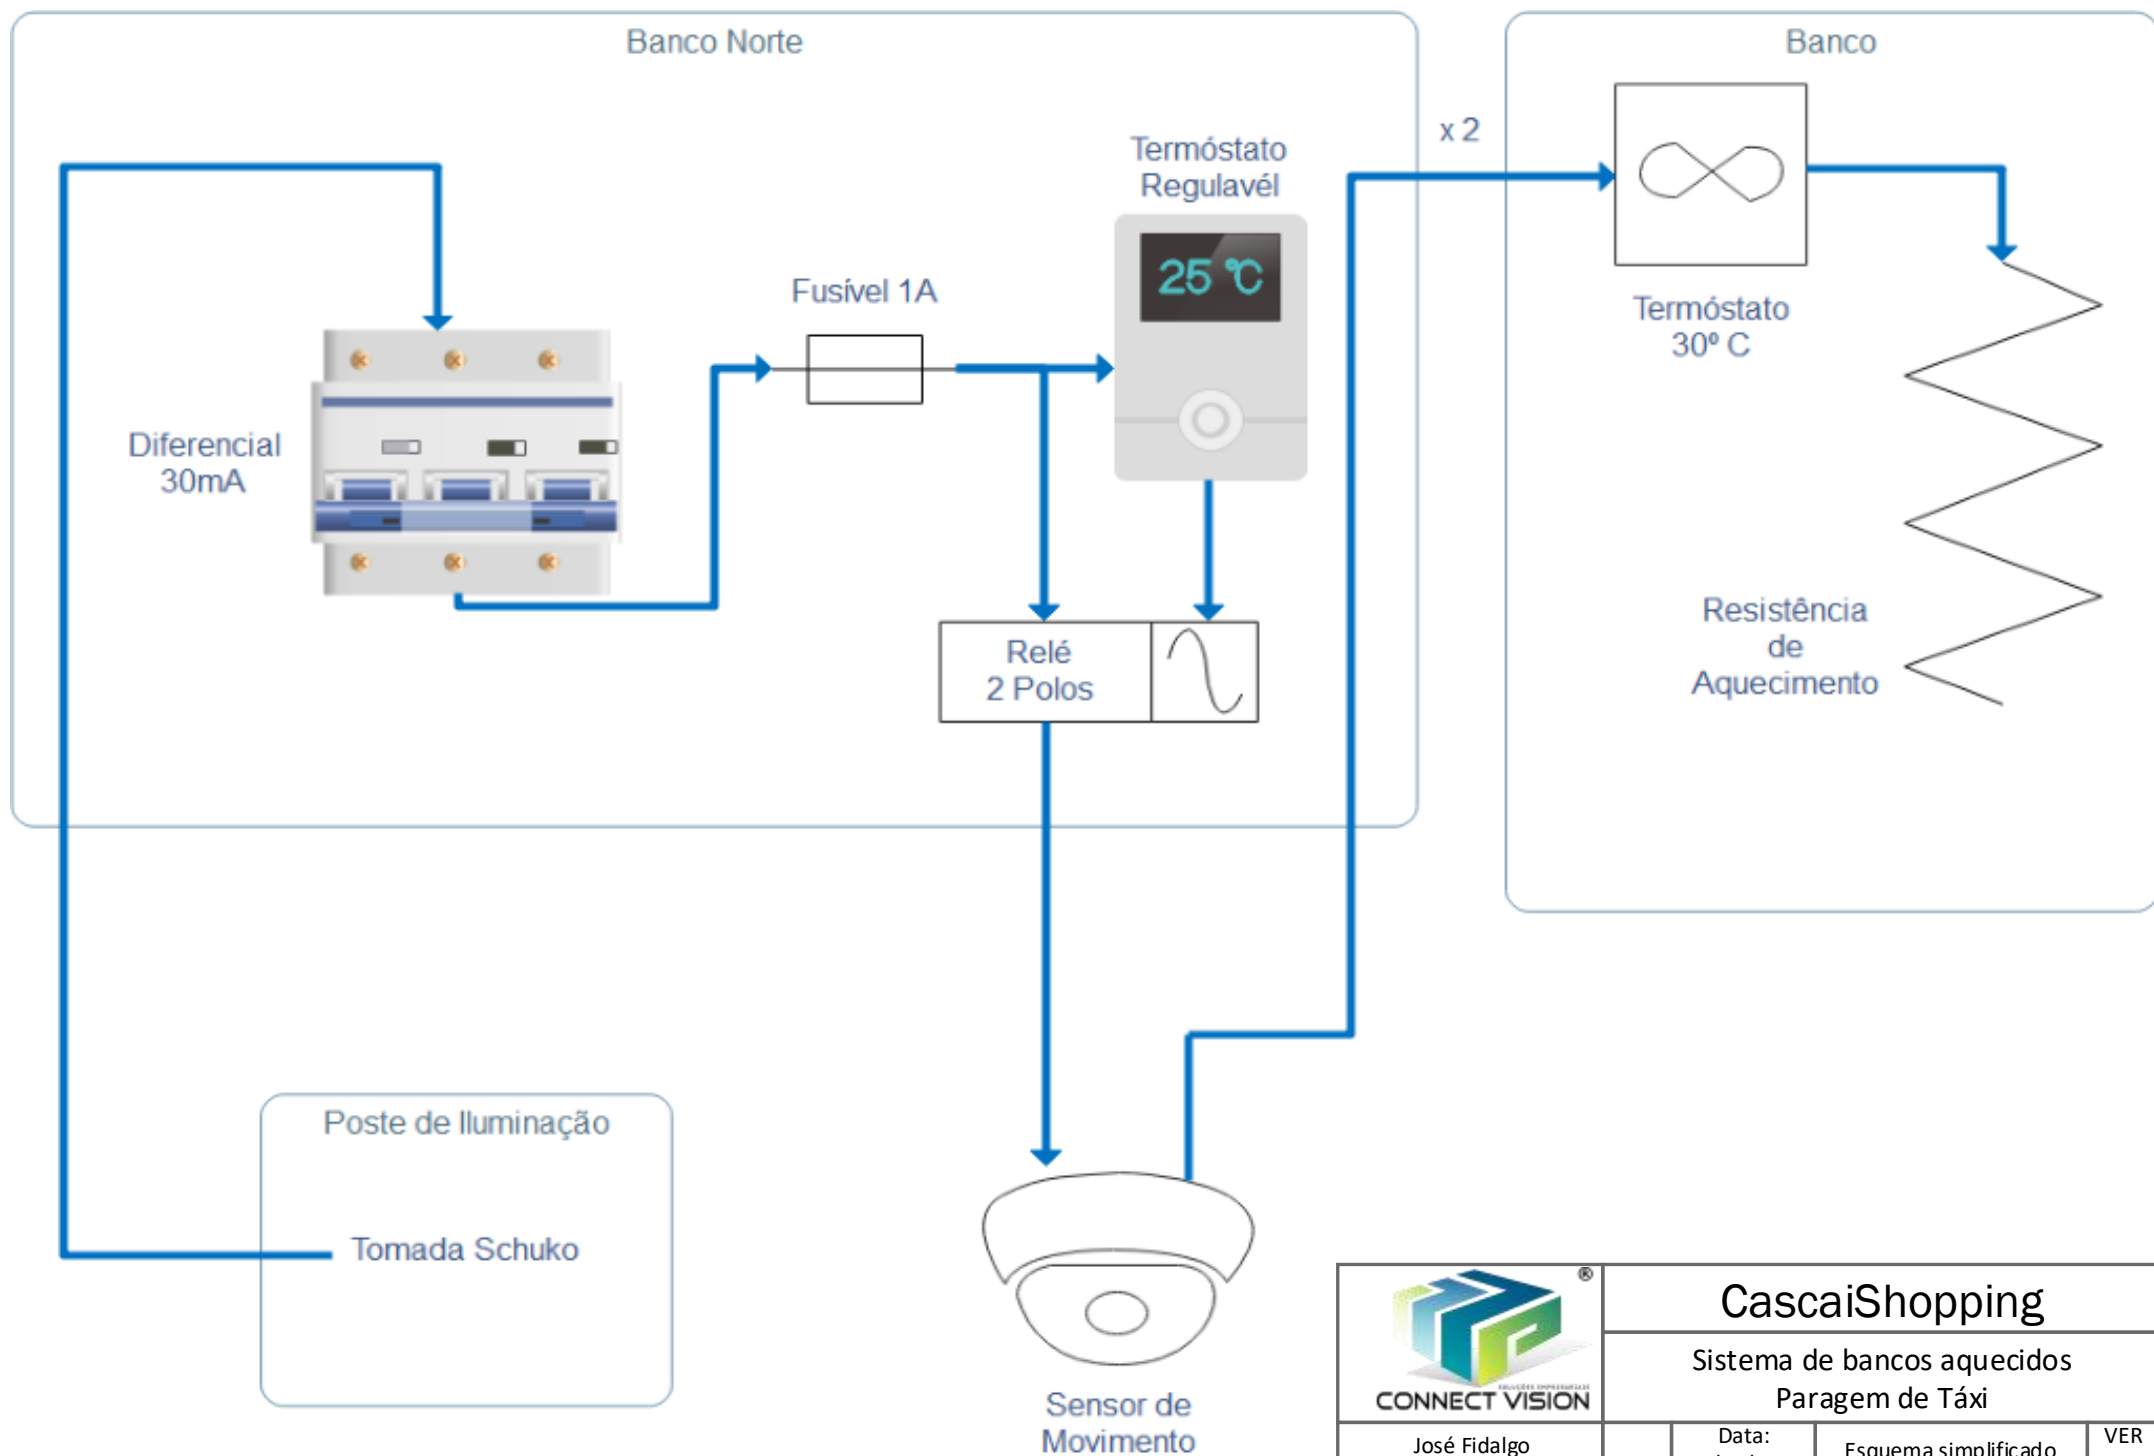 Banco Norte
Banco
x 2
Termóstato
Regulavél
25 °C
Fusível 1A
Termóstato
30º C
Diferencial
30mA
Resistência
de
Aquecimento
Relé
2 Polos
Poste de Iluminação
Tomada Schuko
Sensor de
Movimento
®
CONNECT VISION
CascaiShopping
Sistema de bancos aquecidos
Paragem de Táxi
José Fidalgo
Data:
Esquema simplificado
VER